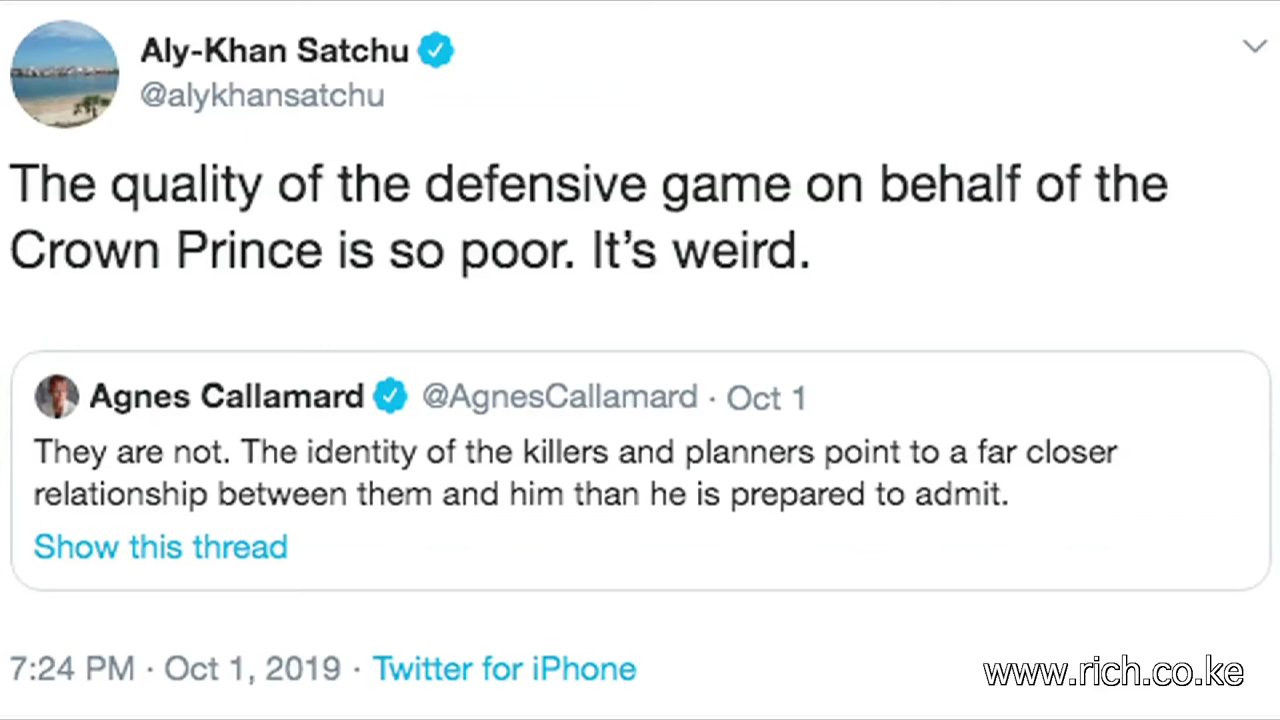 Aly-Khan Satchu
@alykhansatchu
The quality of the defensive game on behalf of the
Crown Prince is so poor. It’s weird.
Agnes Callamard @AgnesCallamard · Oct 1
They are not. The identity of the killers and planners point to a far closer
relationship between them and him than he is prepared to admit.
Show this thread
7:24 PM · Oct 1, 2019 · Twitter for iPhone
www.rich.co.ke